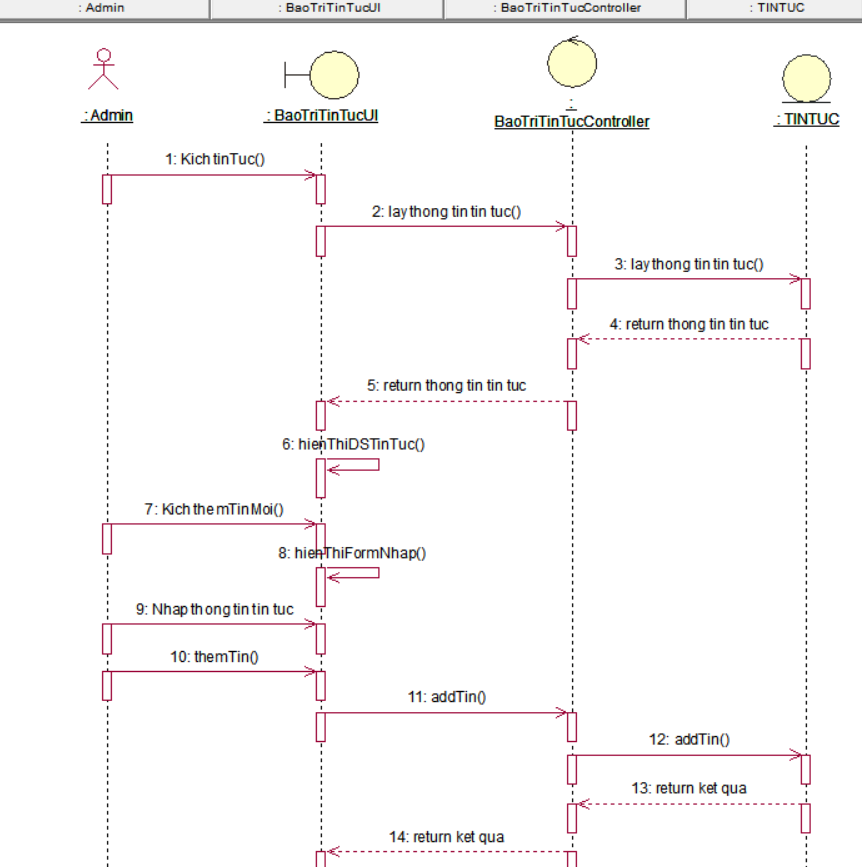 : Admin
: BaoTriTinTucUI
: BaoTriTinTucController
: TINTUC
: Admin
: BaoTriTinTucUI
:
BaoTriTinTucController
: TINTUC
1: Kich tinTuc()
2: lay thong tin tin tuc()
3: lay thong tin tin tuc()
4: return thong tin tin tuc
5: return thong tin tin tuc
6: hienThiDSTinTuc()
7: Kich themTinMoi()
8: hienThiFormNhap()
9: Nhap thong tin tin tuc
10: themTin()
11: addTin()
12: addTin()
13: return ket qua
14: return ket qua